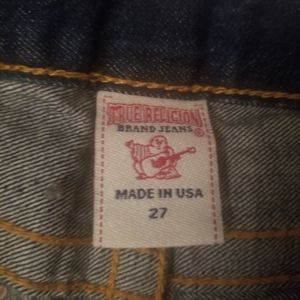 TRUE RELIGION
BRAND JEANS ®
MADE IN USA
27